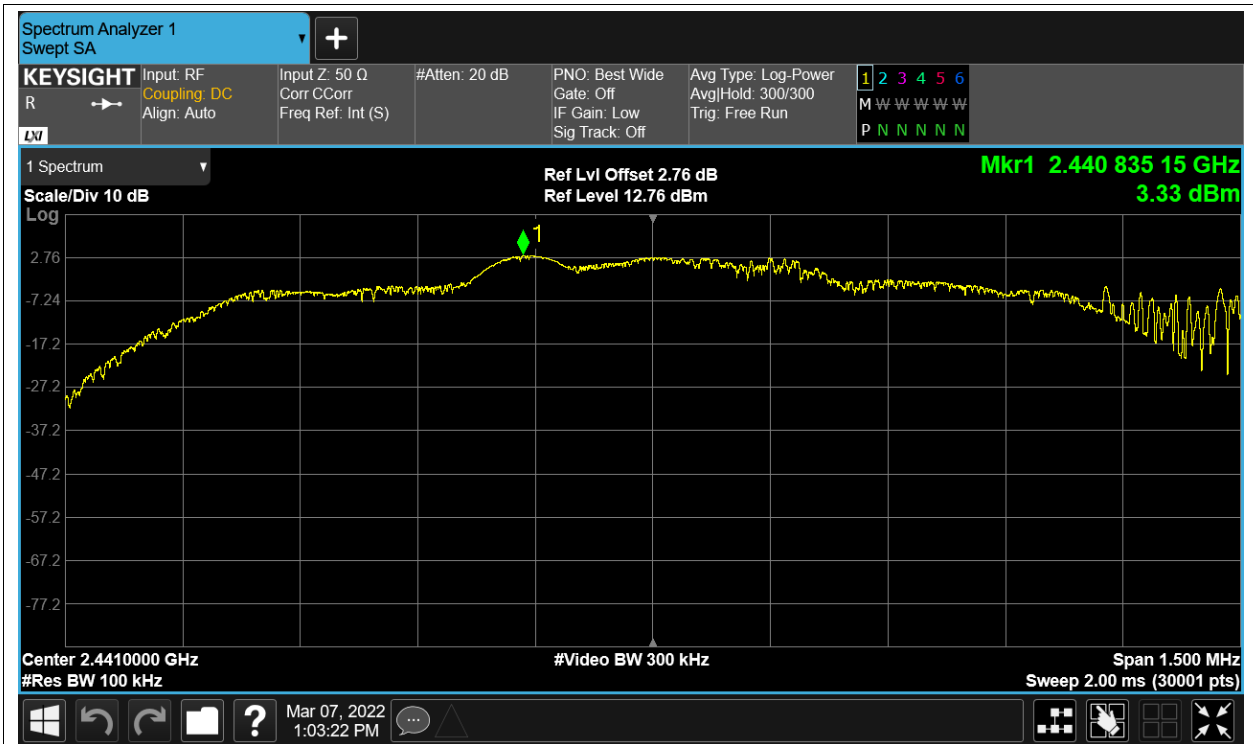 Spectrum Analyzer 1
Swept SA
KEYSIGHT
R
LXI
Input: RF
Coupling: DC
Align: Auto
Input Z: 50 Ω
Corr CCorr
Freq Ref: Int (S)
#Atten: 20 dB
PNO: Best Wide
Gate: Off
IF Gain: Low
Sig Track: Off
Avg Type: Log-Power
Avg|Hold: 300/300
Trig: Free Run
1 2 3 4 5 6
M W W W W W W
P N N N N N
1 Spectrum
Scale/Div 10 dB
Log
Ref Lvl Offset 2.76 dB
Ref Level 12.76 dBm
Mkr1 2.440 835 15 GHz
3.33 dBm
1
2.76
-7.24
-17.2
-27.2
-37.2
-47.2
-57.2
-67.2
-77.2
Center 2.4410000 GHz
#Res BW 100 kHz
#Video BW 300 kHz
Span 1.500 MHz
Sweep 2.00 ms (30001 pts)
?
Mar 07, 2022
1:03:22 PM